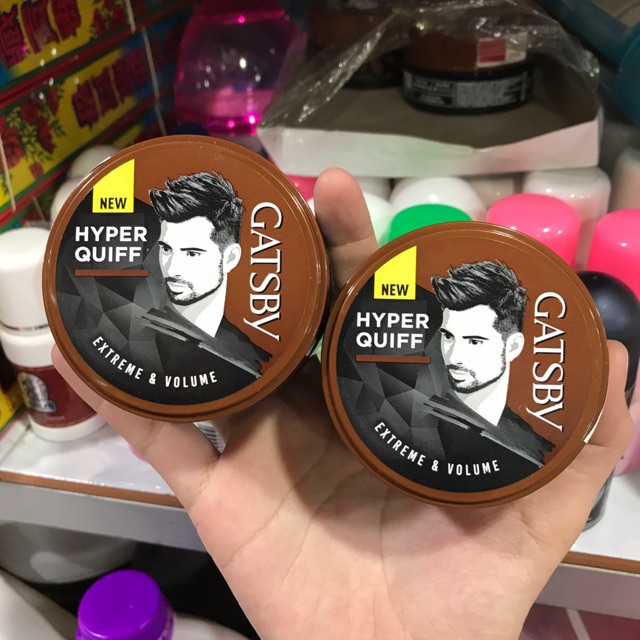 NEW
HYPER
QUIFF
GATSBY
EXTREME & VOLUME
NEW
HYPER
QUIFF
GATSBY
EXTREME & VOLUME